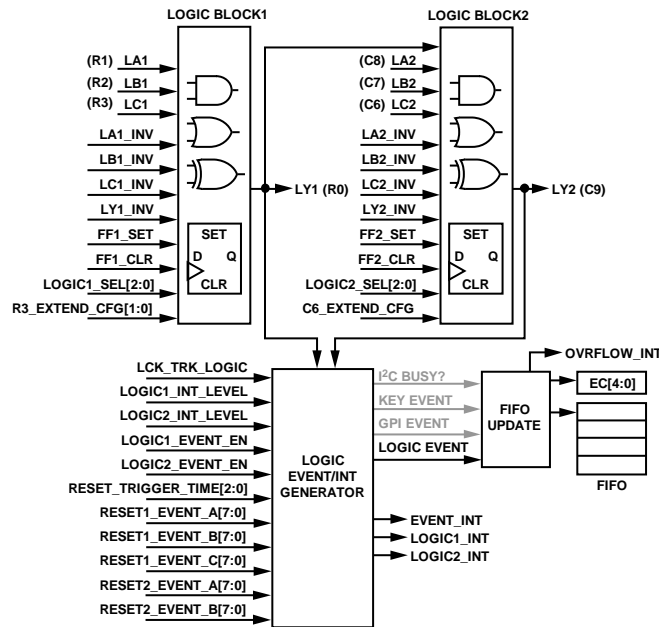 LOGIC BLOCK1
LOGIC BLOCK2
(R1) LA1
(R2) LB1
(R3) LC1
LA1_INV
LB1_INV
LC1_INV
LY1_INV
FF1_SET
FF1_CLR
LOGIC1_SEL[2:0]
R3_EXTEND_CFG[1:0]
SET
D Q
CLR
LY1 (R0)
(C8) LA2
(C7) LB2
(C6) LC2
LA2_INV
LB2_INV
LC2_INV
LY2_INV
FF2_SET
FF2_CLR
LOGIC2_SEL[2:0]
C6_EXTEND_CFG
SET
D Q
CLR
LY2 (C9)
LCK_TRK_LOGIC
LOGIC1_INT_LEVEL
LOGIC2_INT_LEVEL
LOGIC1_EVENT_EN
LOGIC2_EVENT_EN
RESET_TRIGGER_TIME[2:0]
RESET1_EVENT_A[7:0]
RESET1_EVENT_B[7:0]
RESET1_EVENT_C[7:0]
RESET2_EVENT_A[7:0]
RESET2_EVENT_B[7:0]
LOGIC
EVENT/INT
GENERATOR
I2C BUSY?
KEY EVENT
GPI EVENT
LOGIC EVENT
EVENT_INT
LOGIC1_INT
LOGIC2_INT
FIFO
UPDATE
OVRFLOW_INT
EC[4:0]
FIFO